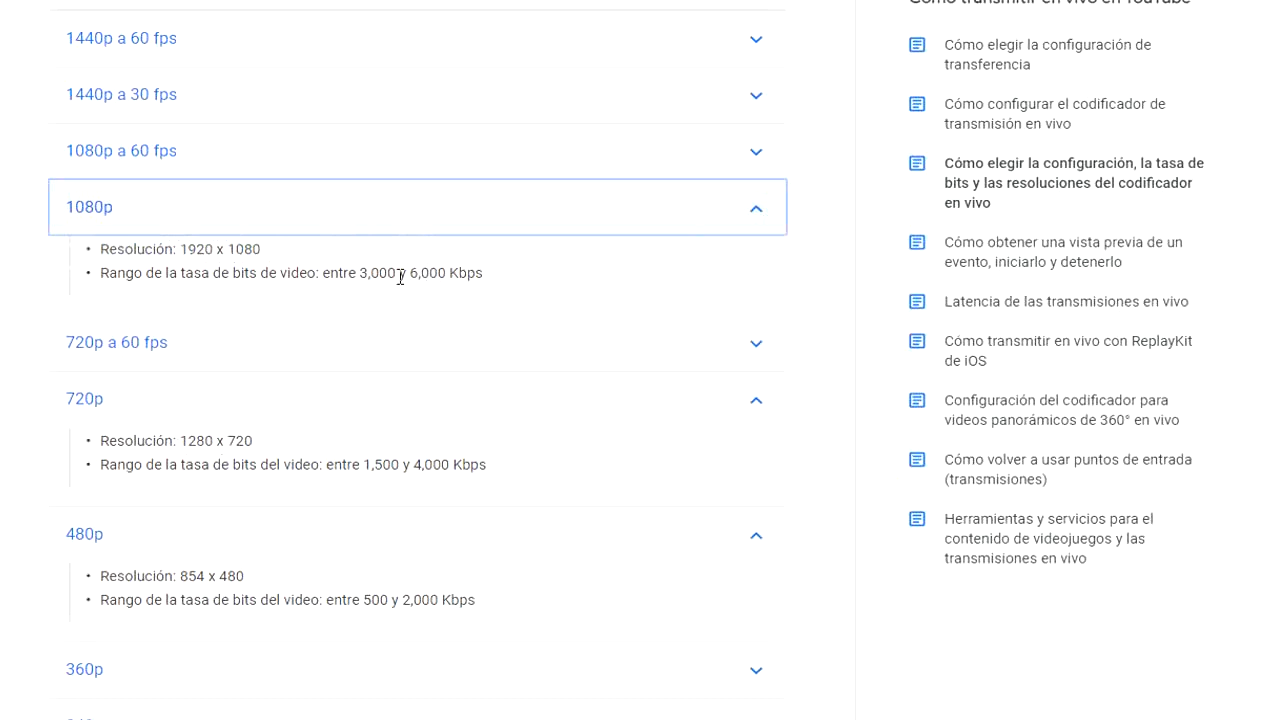 1440p a 60 fps
1440p a 30 fps
1080p a 60 fps
1080p
• Resolución: 1920 x 1080
• Rango de la tasa de bits de video: entre 3,000 y 6,000 Kbps
720p a 60 fps
720p
• Resolución: 1280 x 720
• Rango de la tasa de bits del video: entre 1,500 y 4,000 Kbps
480p
• Resolución: 854 x 480
• Rango de la tasa de bits del video: entre 500 y 2,000 Kbps
360p
Cómo transmitir en vivo en YouTube
Cómo elegir la configuración de
transferencia
Cómo configurar el codificador de
transmisión en vivo
Cómo elegir la configuración, la tasa de
bits y las resoluciones del codificador
en vivo
Cómo obtener una vista previa de un
evento, iniciarlo y detenerlo
Latencia de las transmisiones en vivo
Cómo transmitir en vivo con ReplayKit
de iOS
Configuración del codificador para
videos panorámicos de 360° en vivo
Cómo volver a usar puntos de entrada
(transmisiones)
Herramientas y servicios para el
contenido de videojuegos y las
transmisiones en vivo